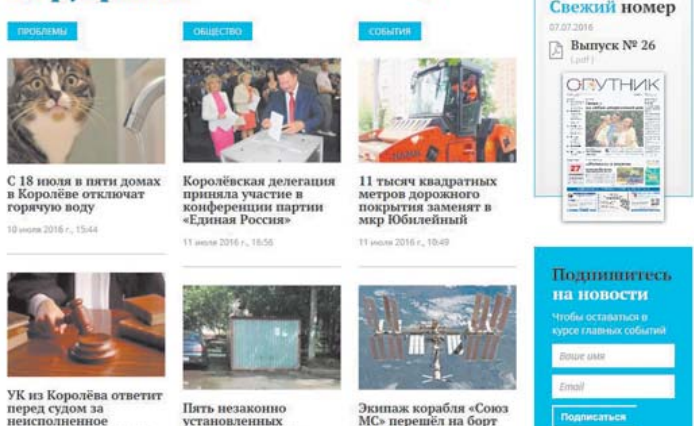 ПРОБЛЕМЫ
С 18 июля в пяти домах
в Королёве отключат
горячую воду
10 июля 2016 г., 15:44
УК из Королёва ответит
перед судом за
неисполненное
ОБЩЕСТВО
Королёвская делегация
приняла участие в
конференции партии
«Единая Россия»
11 июля 2016 г., 16:56
Пять незаконно
установленных
СОБЫТИЯ
11 тысяч квадратных
метров дорожного
покрытия заменят в
мкр Юбилейный
11 июля 2016 г., 10:49
Экипаж корабля «Союз
МС» перешёл на борт
Свежий номер
07.07.2016
Выпуск № 26
(.pdf)
СПУТНИК
27
Подпишитесь
на новости
Чтобы оставаться в
курсе главных событий
Ваше имя
Email
Подписаться